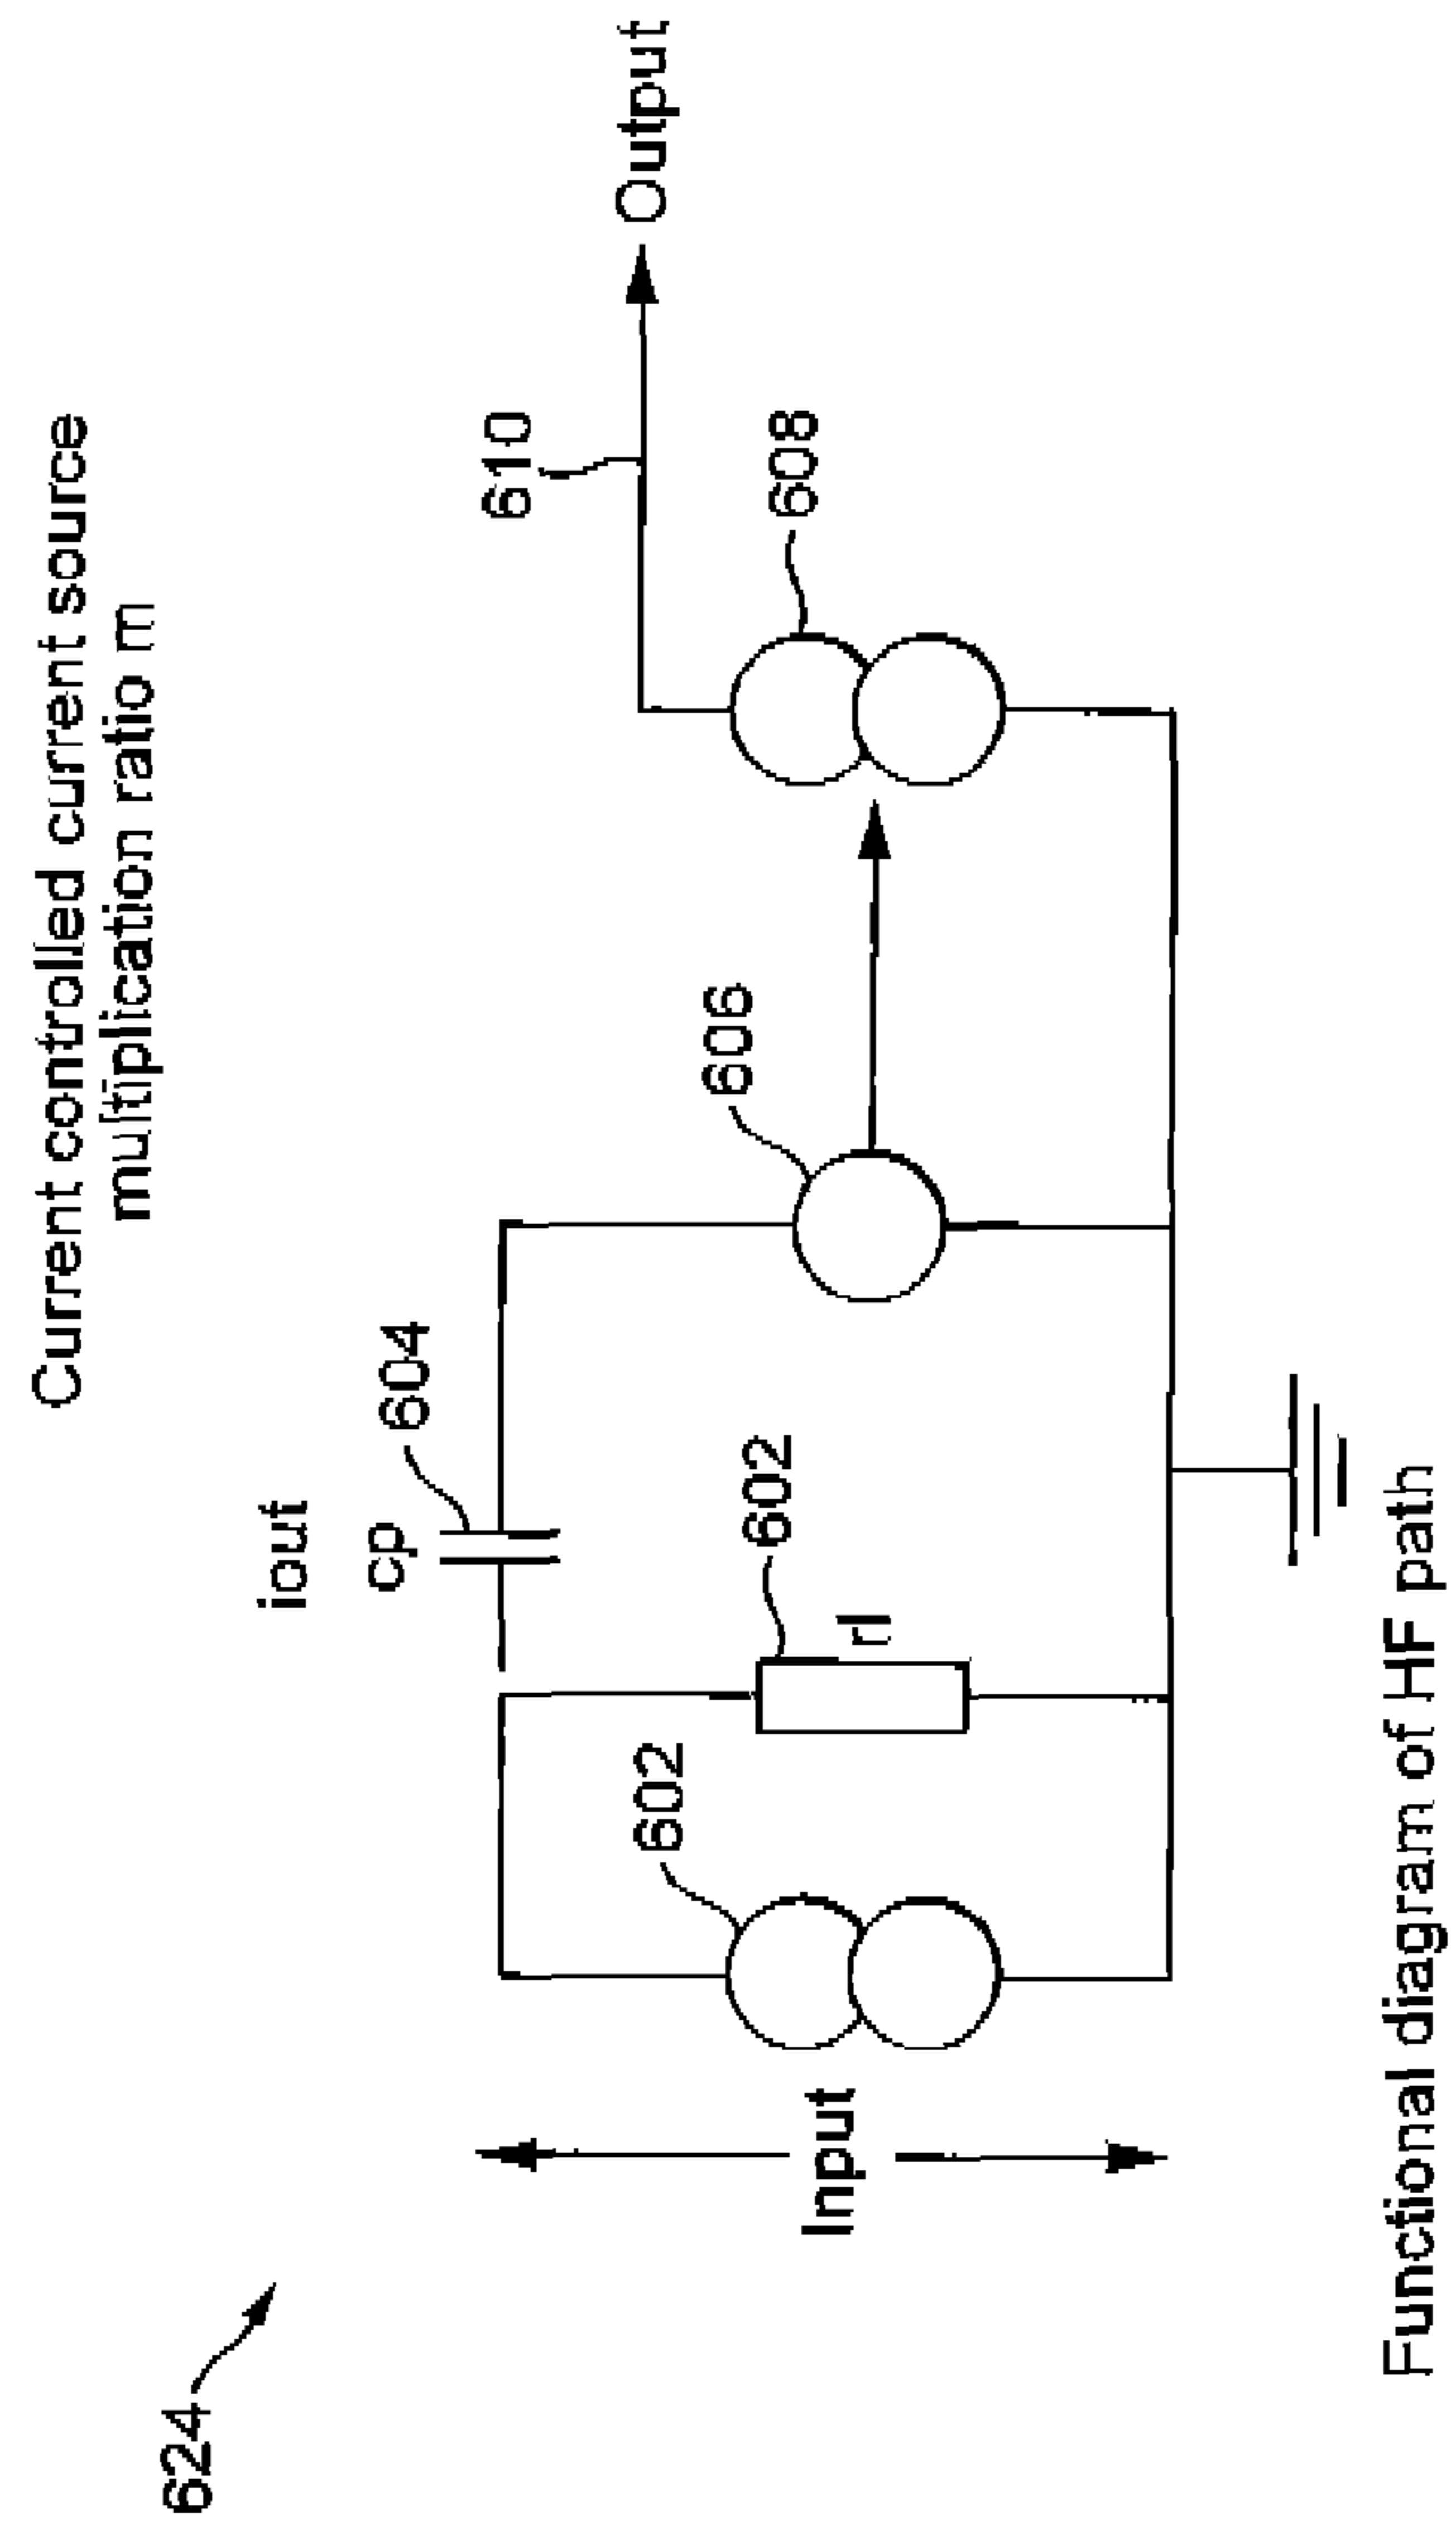 Current controlled current source
multiplication ratio m
624
iout
cp
604
610
Output
602
602
rl
606
608
Input
Functional diagram of HF path